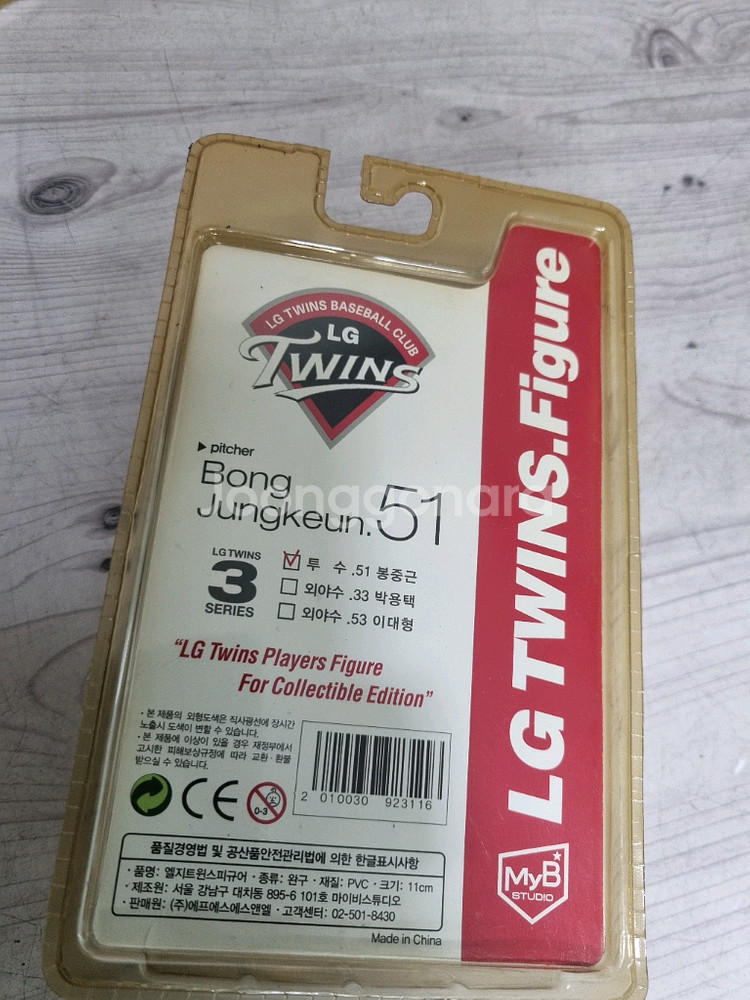 LG TWINS BASEBALL CLUB
LG
TWINS
▶ pitcher
Bong
Jungkeun.51
Joonggonara
LG TWINS
3
SERIES
투 수 .51 봉중근
외야수 .33 박용택
외야수 .53 이대형
"LG Twins Players Figure
For Collectible Edition"
· 본 제품의 외형도색은 직사광선에 장시간
노출시 도색이 변할 수 있습니다.
· 본 제품에 이상이 있을 경우 재정부에서
고시한 피해보상규정에 따라 교환·환불
받으실 수 있습니다.
CE
0-3
2 010030 923116
품질경영법 및 공산품안전관리법에 의한 한글표시사항
· 품명: 엘지트윈스피규어 · 종류: 완구 · 재질: PVC · 크기: 11cm
· 제조원: 서울 강남구 대치동 895-6 101호 마이비스튜디오
· 판매원: (주)에프에스에스앤엘 · 고객센터: 02-501-8430
Made in China
LG TWINS.Figure
MyB
STUDIO